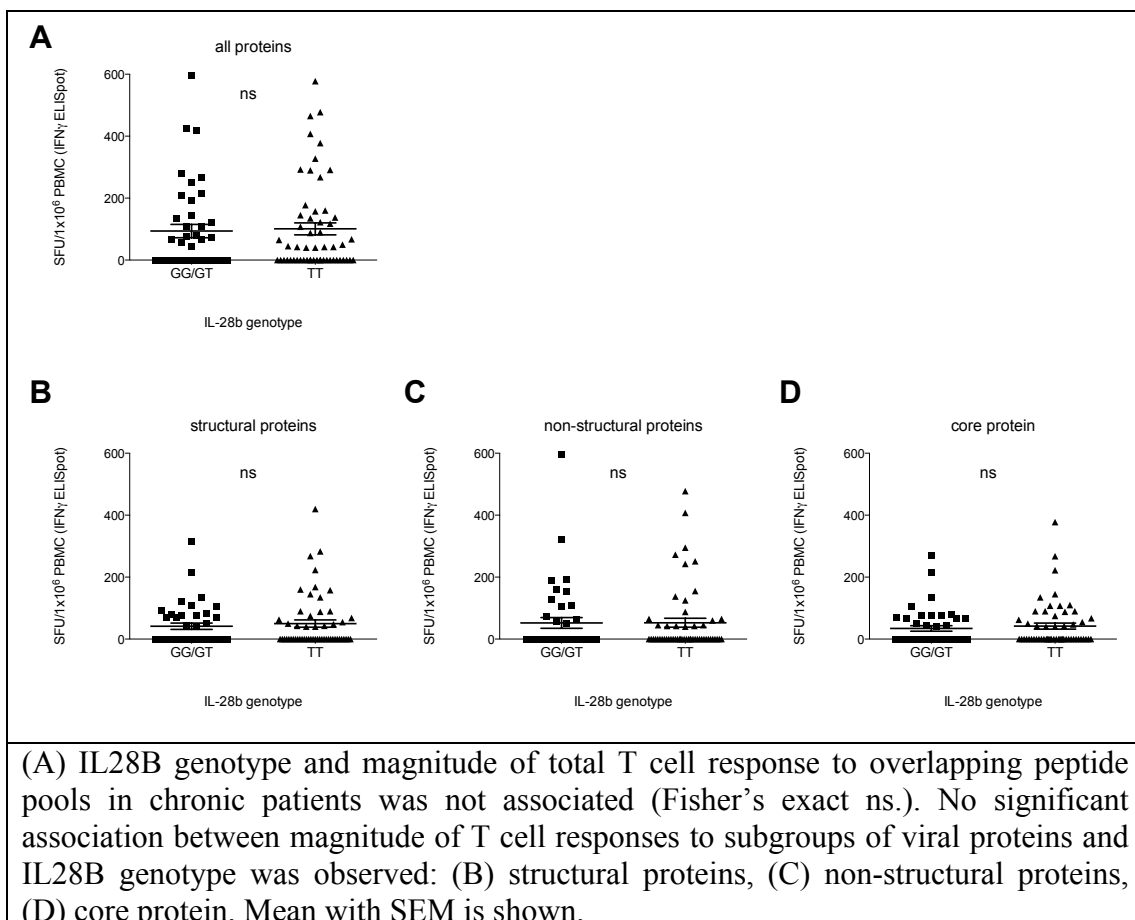 A
all proteins
SFU/1x10⁶ PBMC (IFNγ ELISpot)
600
400
200
0
ns
GG/GT TT
IL-28b genotype
B
structural proteins
SFU/1x10⁶ PBMC (IFNγ ELISpot)
600
400
200
0
ns
GG/GT TT
IL-28b genotype
C
non-structural proteins
SFU/1x10⁶ PBMC (IFNγ ELISpot)
600
400
200
0
ns
GG/GT TT
IL-28b genotype
D
core protein
SFU/1x10⁶ PBMC (IFNγ ELISpot)
600
400
200
0
ns
GG/GT TT
IL-28b genotype
(A) IL28B genotype and magnitude of total T cell response to overlapping peptide
pools in chronic patients was not associated (Fisher's exact ns.). No significant
association between magnitude of T cell responses to subgroups of viral proteins and
IL28B genotype was observed: (B) structural proteins, (C) non-structural proteins,
(D) core protein. Mean with SEM is shown.